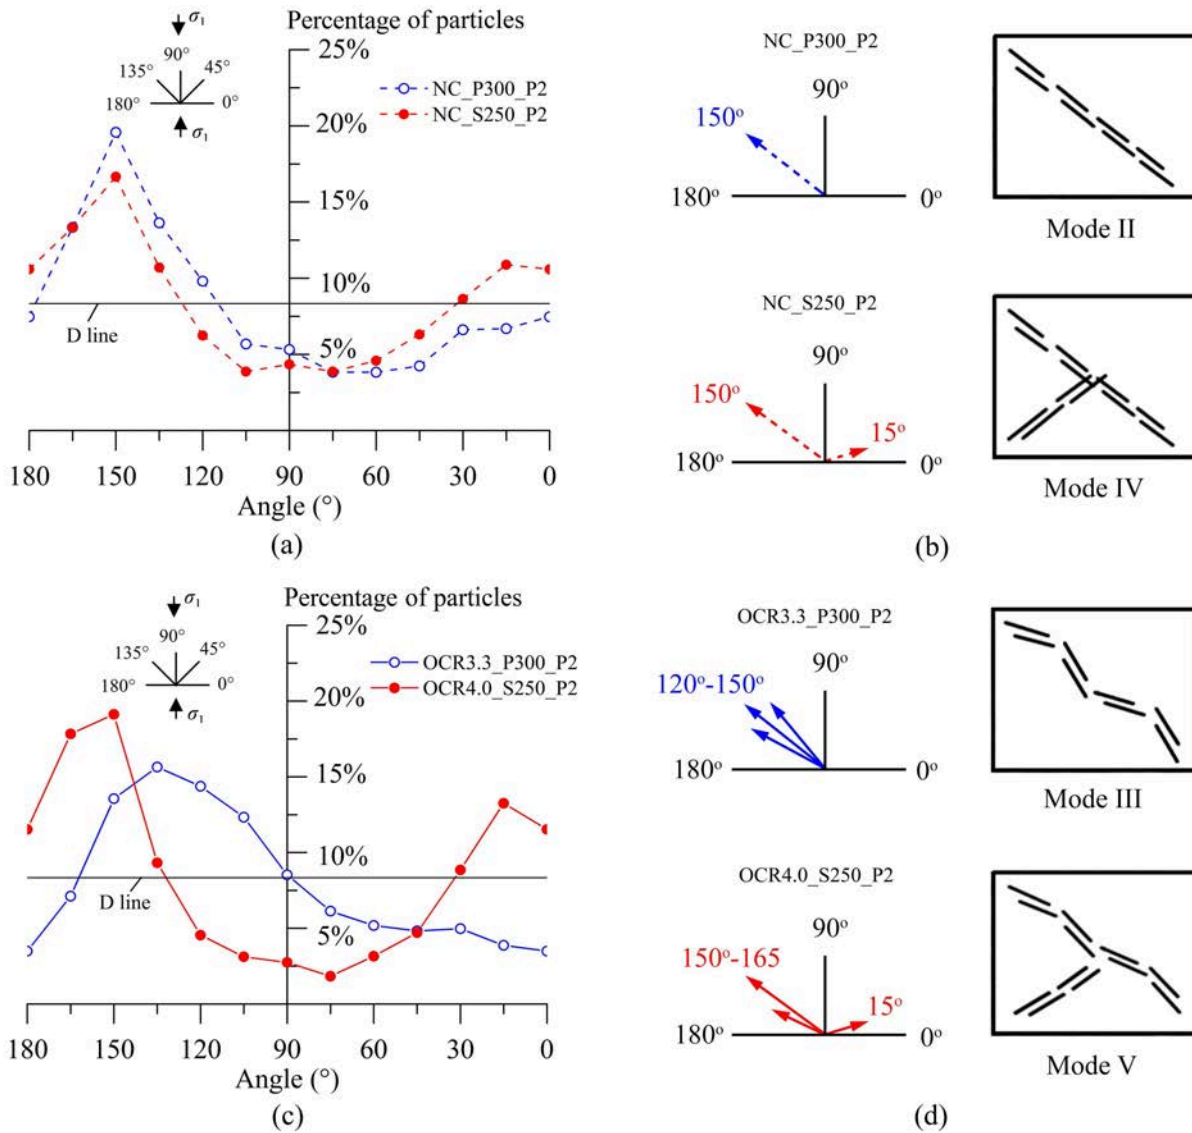 σ₁
Percentage of particles
25%
90°
135°
45°
180°
0°
σ₁
NC_P300_P2
NC_S250_P2
20%
15%
10%
D line
5%
180
150
120
90
60
30
0
Angle (°)
(a)
NC_P300_P2
90°
150°
180°
0°
Mode II
NC_S250_P2
90°
150°
15°
180°
0°
Mode IV
(b)
σ₁
Percentage of particles
25%
90°
135°
45°
180°
0°
σ₁
OCR3.3_P300_P2
OCR4.0_S250_P2
20%
15%
10%
D line
5%
180
150
120
90
60
30
0
Angle (°)
(c)
OCR3.3_P300_P2
90°
120°-150°
180°
0°
Mode III
OCR4.0_S250_P2
90°
150°-165
15°
180°
0°
Mode V
(d)